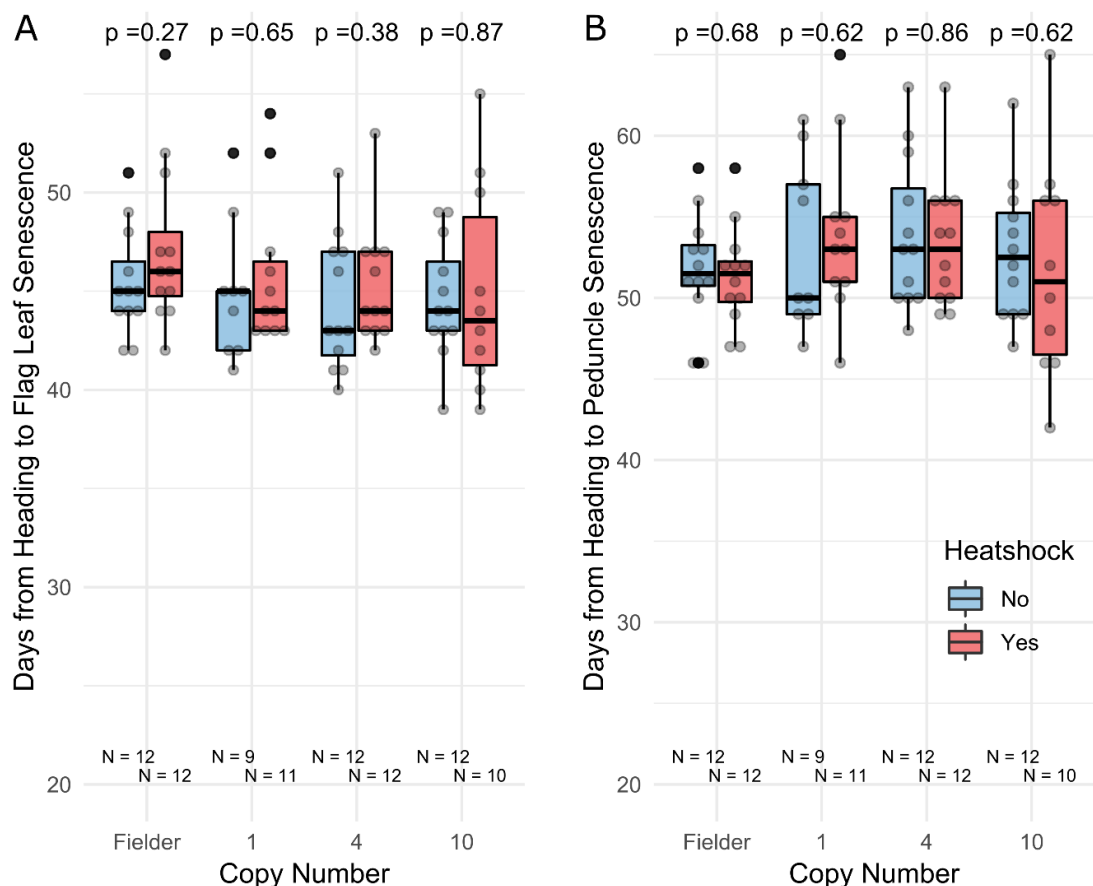 A
p =0.27 p =0.65 p =0.38 p =0.87
Days from Heading to Flag Leaf Senescence
50
40
30
20
N = 12 N = 9 N = 12 N = 12
N = 12 N = 11 N = 12 N = 10
Fielder 1 4 10
Copy Number
B
p =0.68 p =0.62 p =0.86 p =0.62
Days from Heading to Peduncle Senescence
60
50
40
30
20
Heatshock
No
Yes
N = 12 N = 9 N = 12 N = 12
N = 12 N = 11 N = 12 N = 10
Fielder 1 4 10
Copy Number